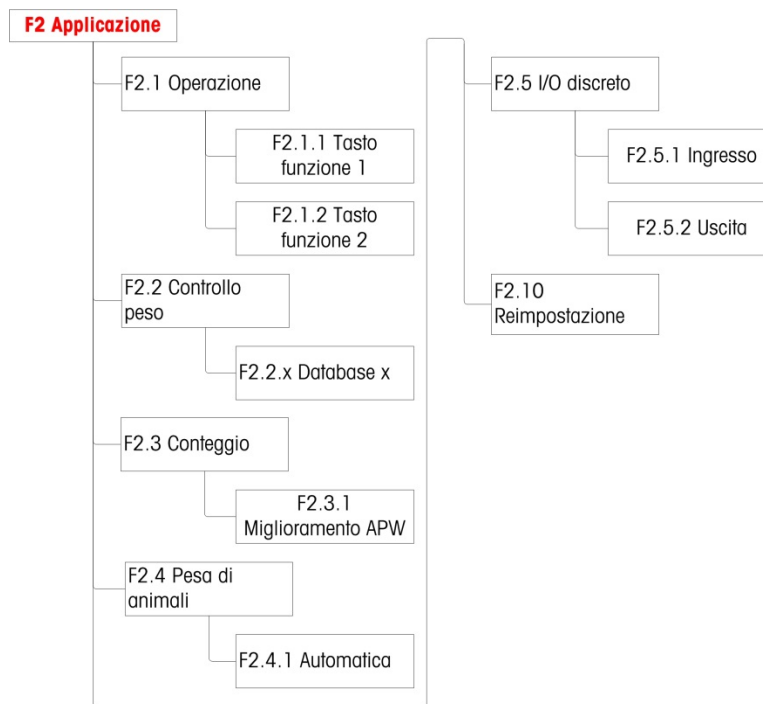 F2 Applicazione
F2.1 Operazione
F2.1.1 Tasto
funzione 1
F2.1.2 Tasto
funzione 2
F2.2 Controllo
peso
F2.2.x Database x
F2.3 Conteggio
F2.3.1
Miglioramento APW
F2.4 Pesa di
animali
F2.4.1 Automatica
F2.5 I/O discreto
F2.5.1 Ingresso
F2.5.2 Uscita
F2.10
Reimpostazione